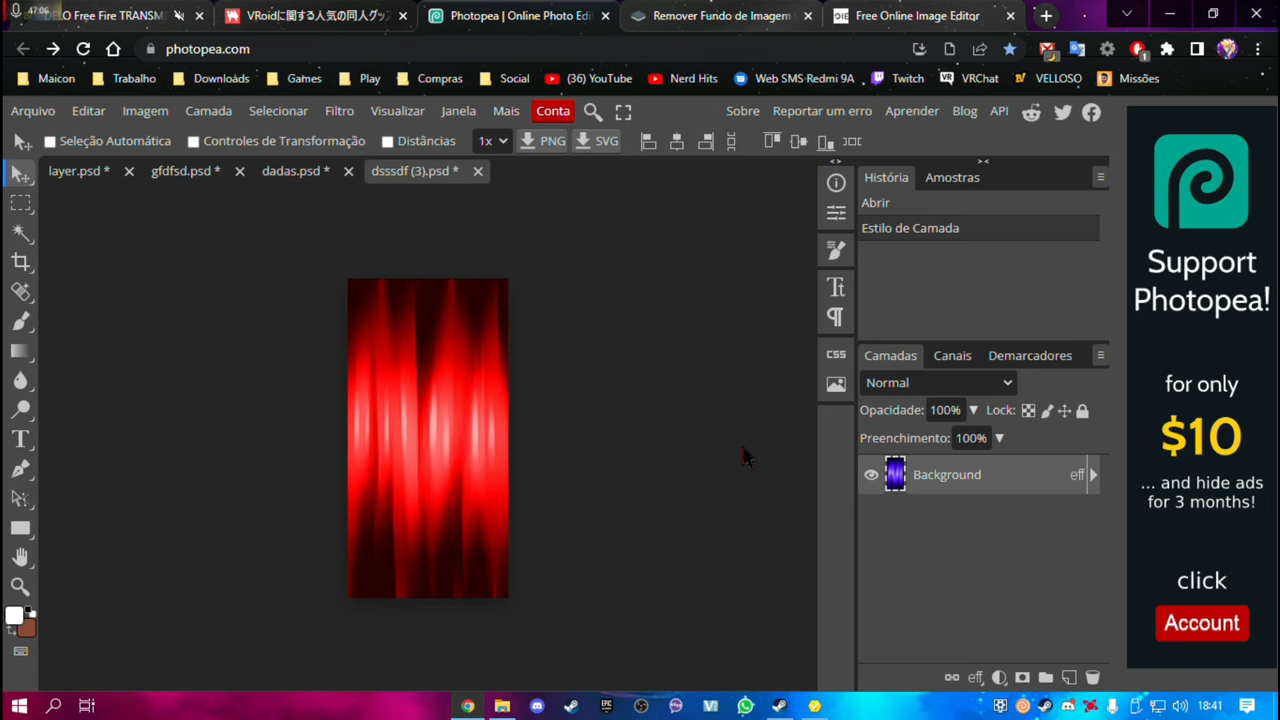 47:06
DELO Free Fire TRANSM
VRoidに関する人気の同人グッ
Photopea | Online Photo Edi
Remover Fundo de Imagem
Free Online Image Editor
photopea.com
Maicon
Trabalho
Downloads
Games
Play
Compras
Social
(36) YouTube
Nerd Hits
Web SMS·Redmi 9A
Twitch
VRChat
VELLOSO
Missões
Arquivo
Editar
Imagem
Camada
Selecionar
Filtro
Visualizar
Janela
Mais
Conta
Sobre
Reportar um erro
Aprender
Blog
API
Seleção Automática
Controles de Transformação
Distâncias
1x
PNG
SVG
layer.psd *
gfdfsd.psd *
dadas.psd *
dsssdf (3).psd *
História
Amostras
Abrir
Estilo de Camada
CSS
Camadas
Canais
Demarcadores
Normal
Opacidade: 100%
Lock:
Preenchimento: 100%
Background
eff
eff
Support
Photopea!
for only
$10
... and hide ads
for 3 months!
click
Account
18:41